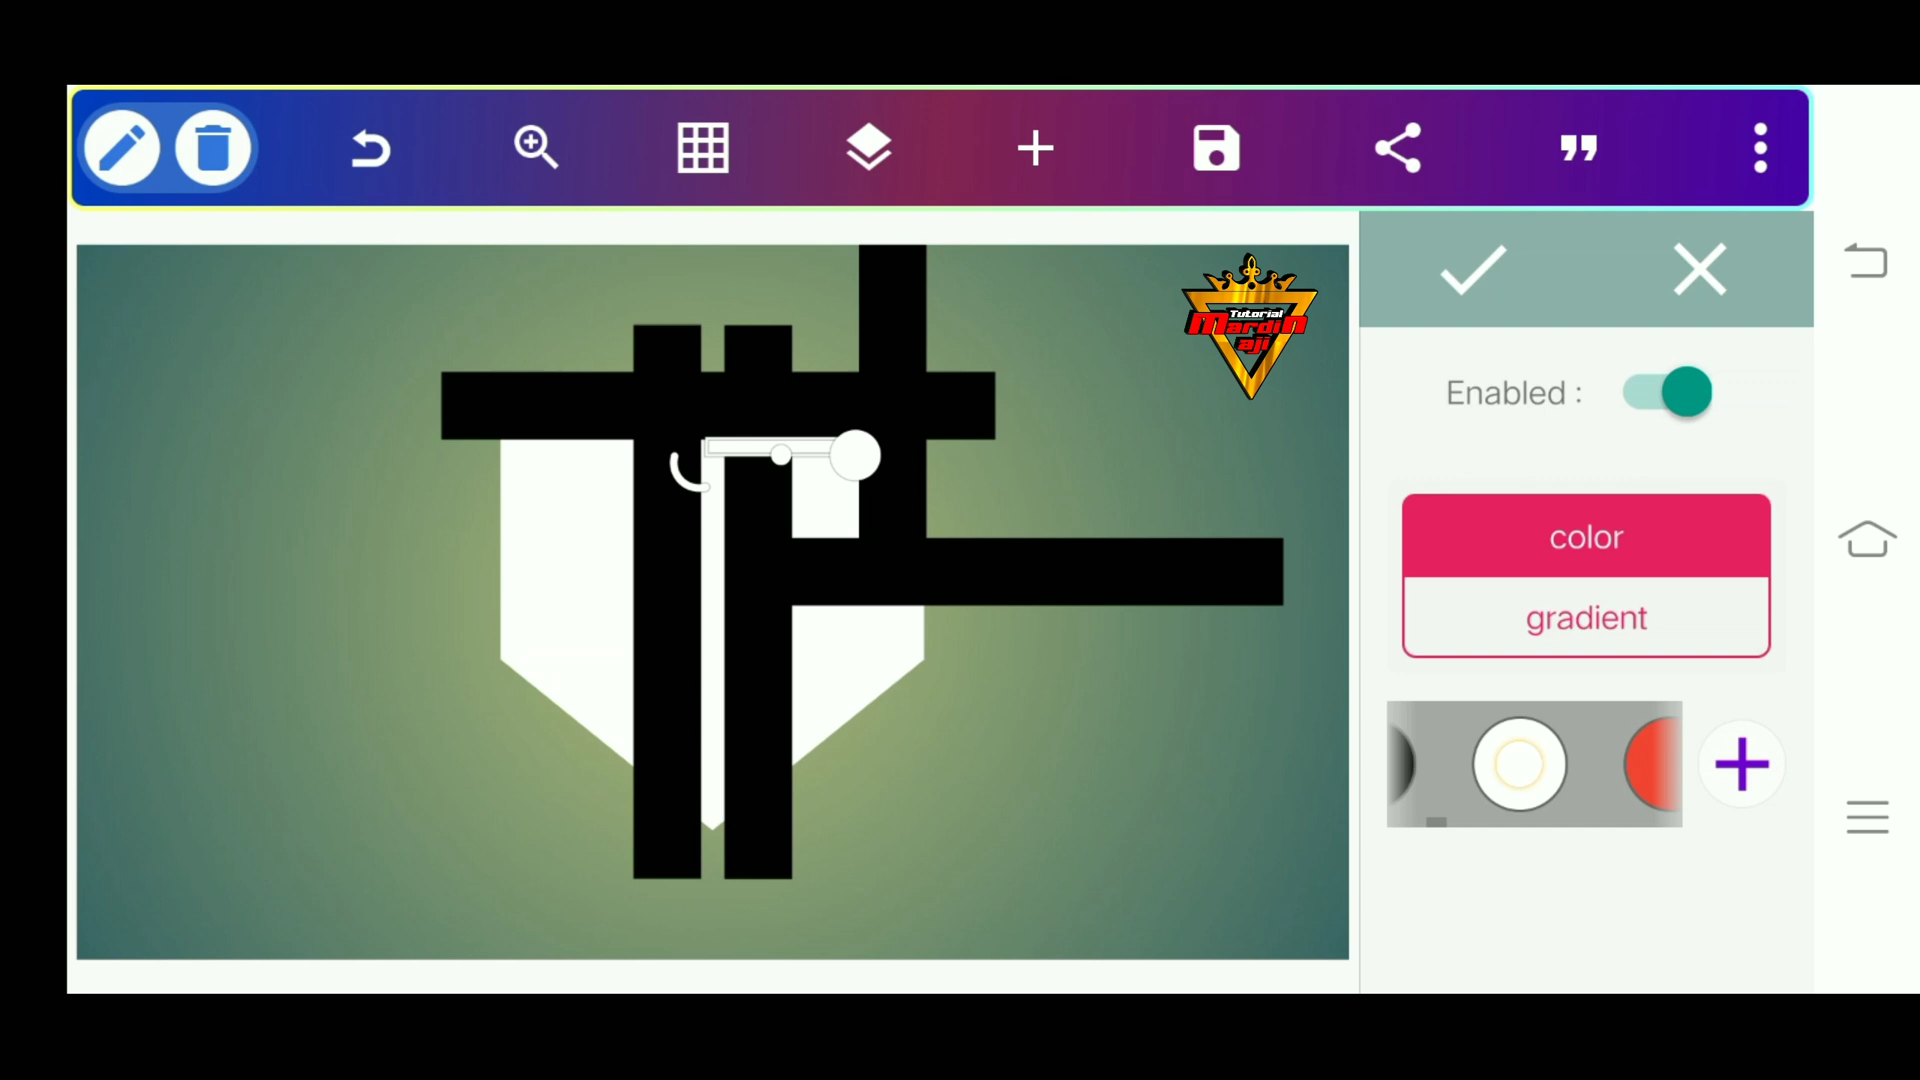 Tutorial
Mardin
aji
Enabled :
color
gradient